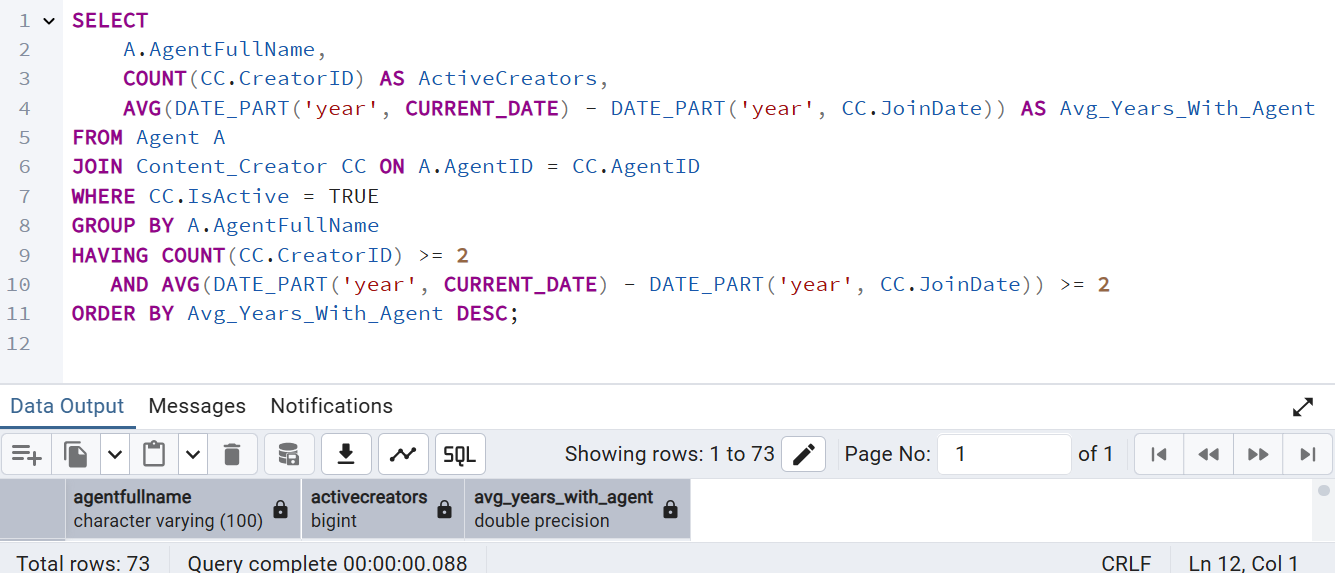 1 SELECT
2 A.AgentFullName,
3 COUNT(CC.CreatorID) AS ActiveCreators,
4 AVG(DATE_PART('year', CURRENT_DATE) - DATE_PART('year', CC.JoinDate)) AS Avg_Years_With_Agent
5 FROM Agent A
6 JOIN Content_Creator CC ON A.AgentID = CC.AgentID
7 WHERE CC.IsActive = TRUE
8 GROUP BY A.AgentFullName
9 HAVING COUNT(CC.CreatorID) >= 2
10 AND AVG(DATE_PART('year', CURRENT_DATE) - DATE_PART('year', CC.JoinDate)) >= 2
11 ORDER BY Avg_Years_With_Agent DESC;
12
Data Output Messages Notifications
SQL Showing rows: 1 to 73 Page No: 1 of 1
agentfullname activecreators avg_years_with_agent
character varying (100) bigint double precision
Total rows: 73 Query complete 00:00:00.088 CRLF Ln 12, Col 1